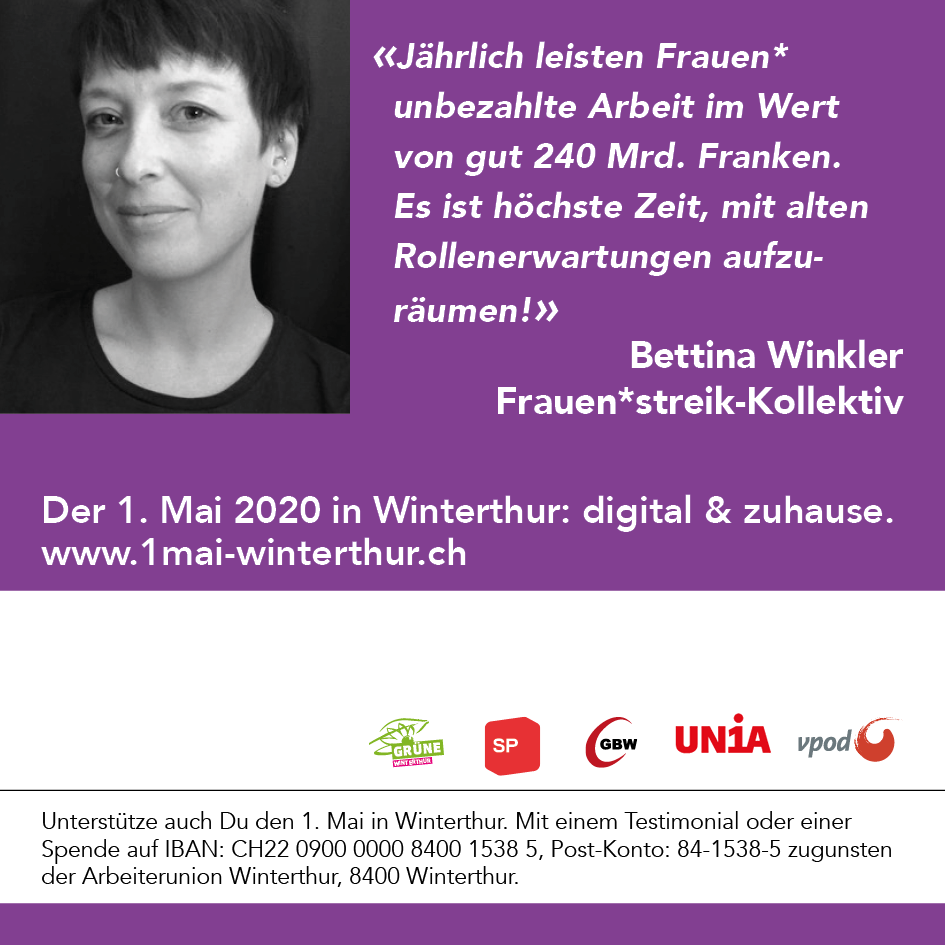 «Jährlich leisten Frauen*
unbezahlte Arbeit im Wert
von gut 240 Mrd. Franken.
Es ist höchste Zeit, mit alten
Rollenerwartungen aufzu-
räumen!»
Bettina Winkler
Frauen*streik-Kollektiv
Der 1. Mai 2020 in Winterthur: digital & zuhause.
www.1mai-winterthur.ch
GRÜNE
WINTERTHUR
SP
GBW
UNiA
vpod
Unterstütze auch Du den 1. Mai in Winterthur. Mit einem Testimonial oder einer
Spende auf IBAN: CH22 0900 0000 8400 1538 5, Post-Konto: 84-1538-5 zugunsten
der Arbeiterunion Winterthur, 8400 Winterthur.